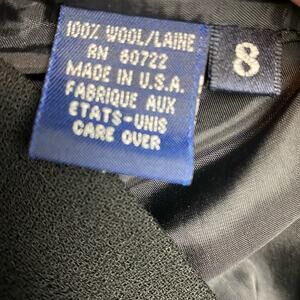 100% WOOL/LAINE
RN 60722
MADE IN U.S.A.
FABRIQUE AUX
ETATS-UNIS
CARE OVER
8